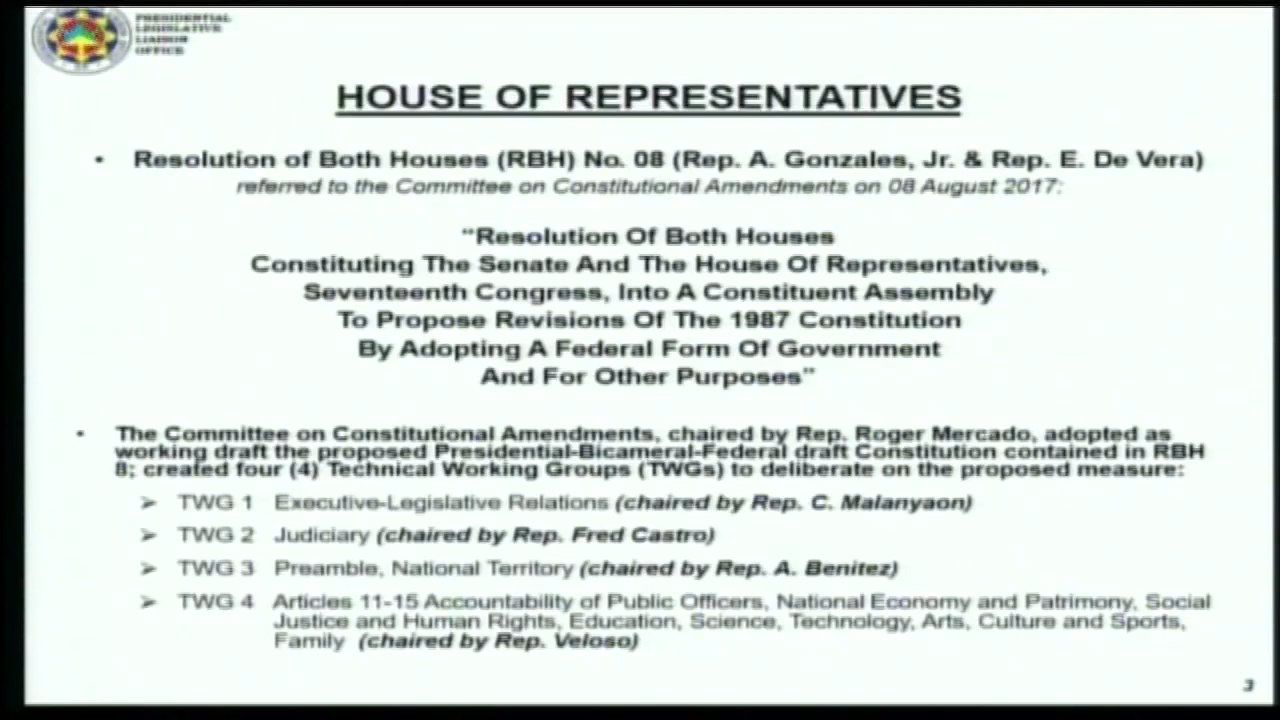 PRESIDENTIAL
LEGISLATIVE
LIAISON
OFFICE
HOUSE OF REPRESENTATIVES
• Resolution of Both Houses (RBH) No. 08 (Rep. A. Gonzales, Jr. & Rep. E. De Vera)
referred to the Committee on Constitutional Amendments on 08 August 2017:
“Resolution Of Both Houses
Constituting The Senate And The House Of Representatives,
Seventeenth Congress, Into A Constituent Assembly
To Propose Revisions Of The 1987 Constitution
By Adopting A Federal Form Of Government
And For Other Purposes”
• The Committee on Constitutional Amendments, chaired by Rep. Roger Mercado, adopted as
working draft the proposed Presidential-Bicameral-Federal draft Constitution contained in RBH
8; created four (4) Technical Working Groups (TWGs) to deliberate on the proposed measure:
➢ TWG 1 Executive-Legislative Relations (chaired by Rep. C. Malanyaon)
➢ TWG 2 Judiciary (chaired by Rep. Fred Castro)
➢ TWG 3 Preamble, National Territory (chaired by Rep. A. Benitez)
➢ TWG 4 Articles 11-15 Accountability of Public Officers, National Economy and Patrimony, Social
Justice and Human Rights, Education, Science, Technology, Arts, Culture and Sports,
Family (chaired by Rep. Veloso)
3